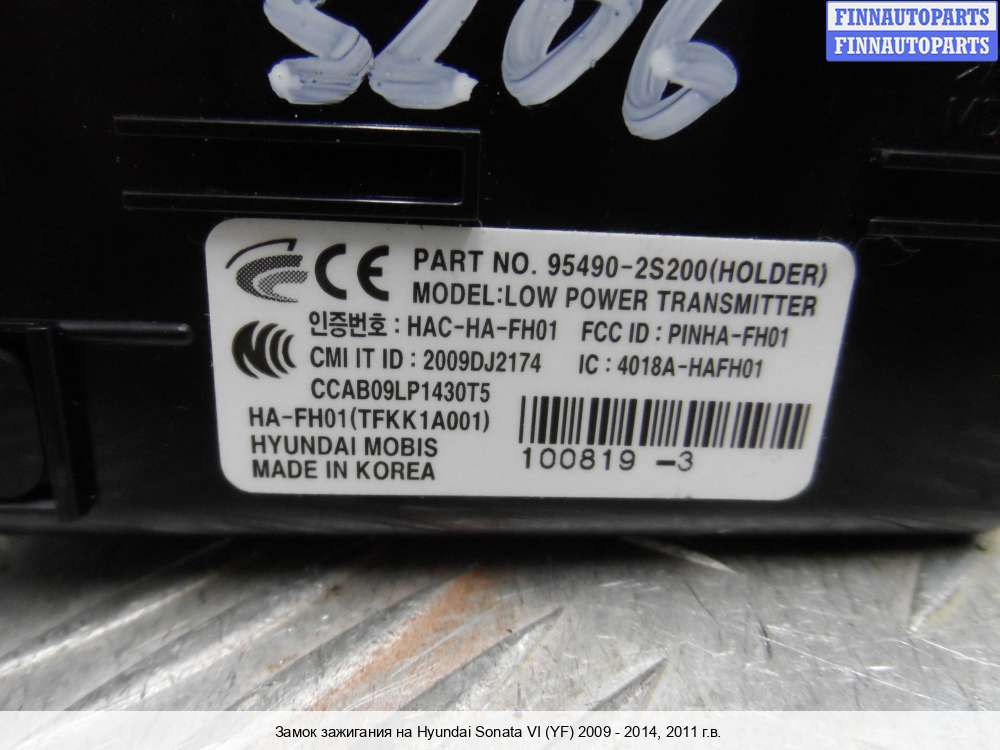 FINNAUTOPARTS
FINNAUTOPARTS
CE
PART NO. 95490-2S200(HOLDER)
MODEL:LOW POWER TRANSMITTER
인증번호 : HAC-HA-FH01 FCC ID : PINHA-FH01
CMI IT ID : 2009DJ2174 IC : 4018A-HAFH01
CCAB09LP1430T5
HA-FH01(TFKK1A001)
HYUNDAI MOBIS
MADE IN KOREA
100819 -3
Замок зажигания на Hyundai Sonata VI (YF) 2009 - 2014, 2011 г.в.